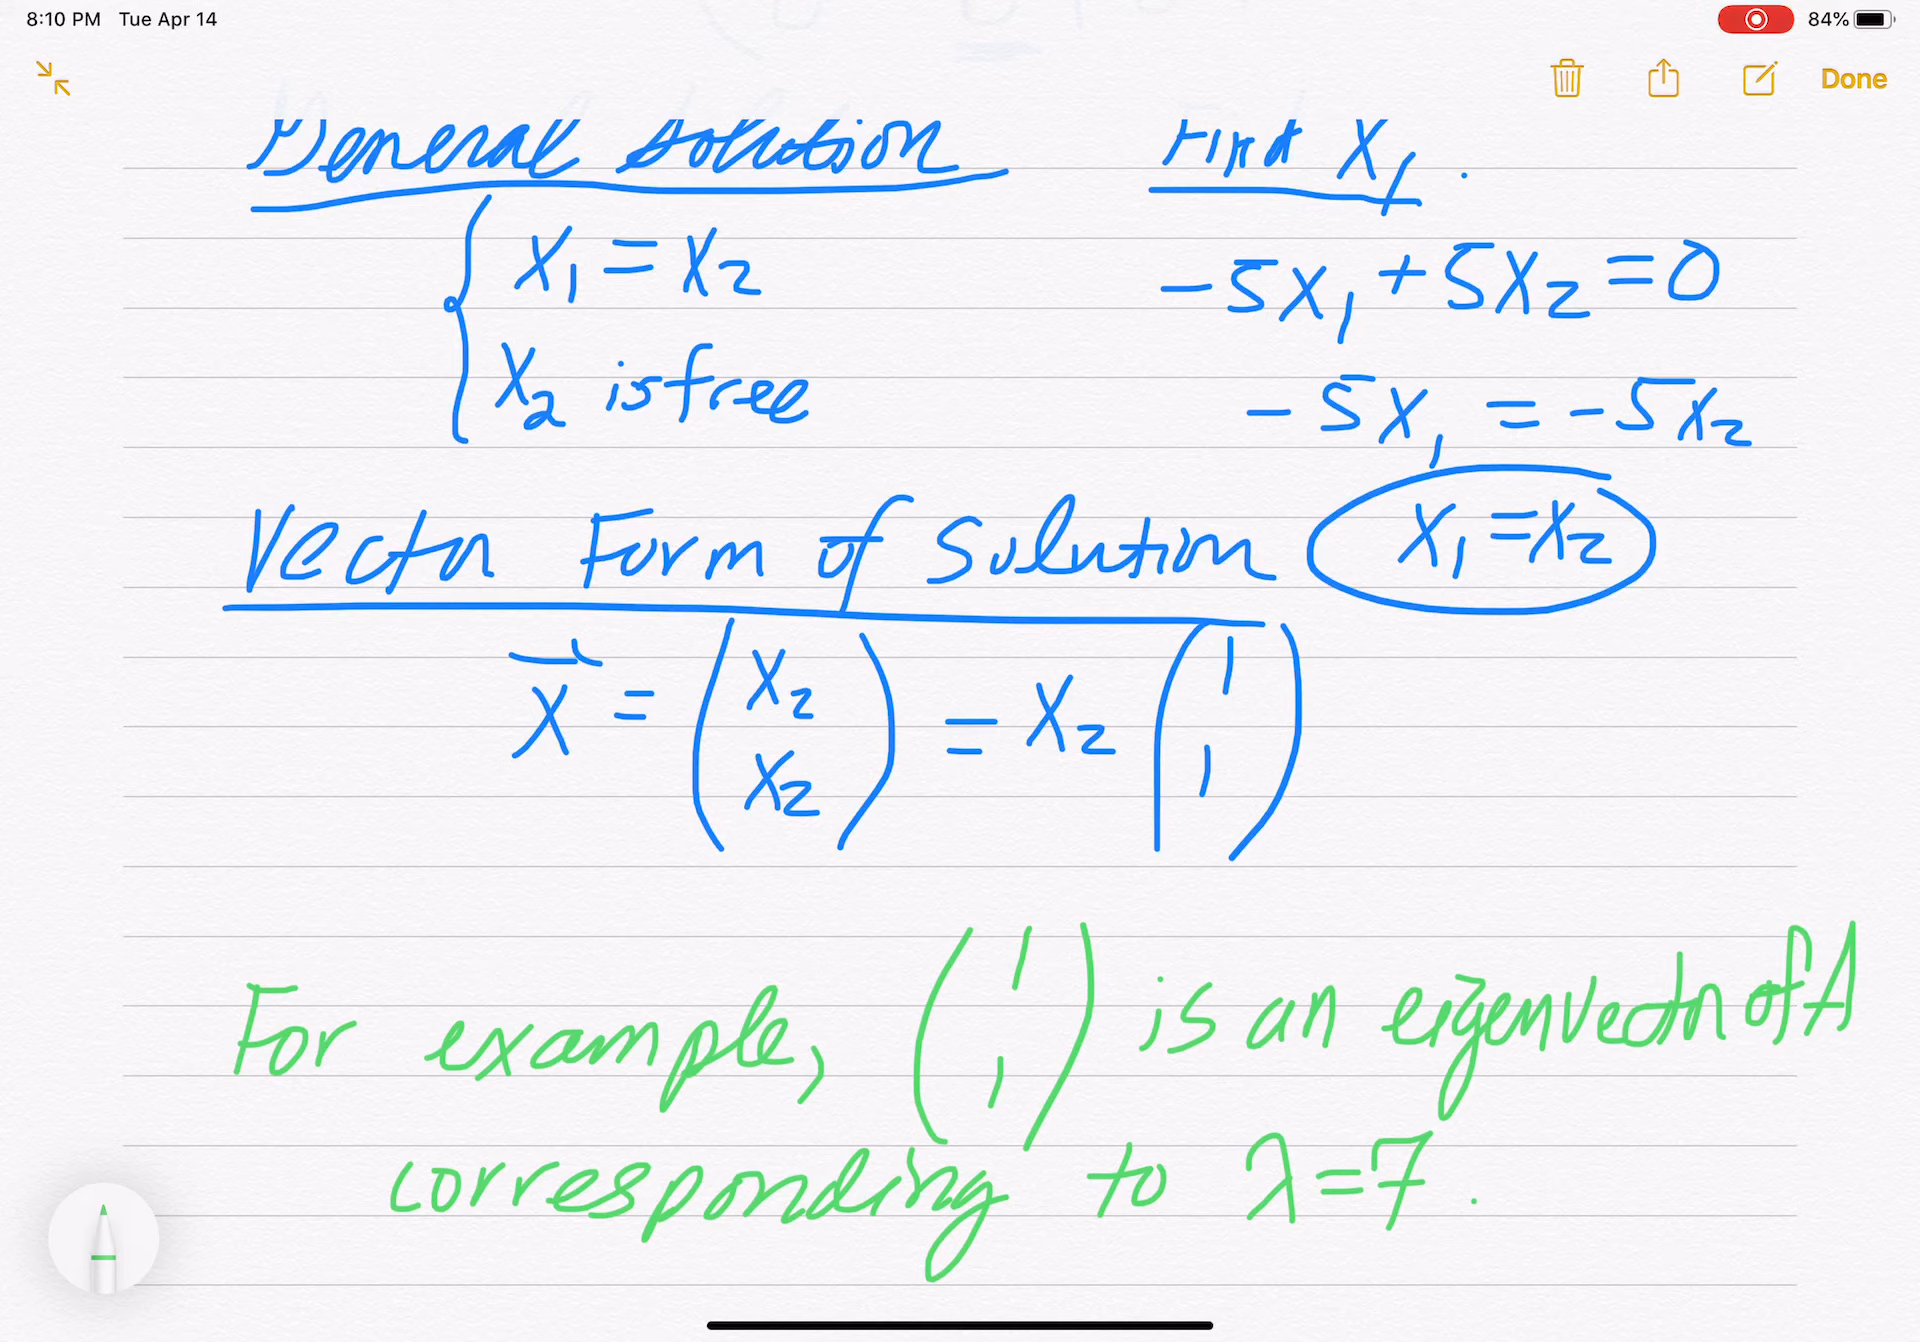 8:10 PM Tue Apr 14
84%
Done
General Solution
Find x₁.
x₁ = x₂
-5x₁ + 5x₂ = 0
x₂ is free
-5x₁ = -5x₂
Vector Form of Solution
x₁ = x₂
x⃗ = (x₂ x₂) = x₂ (1 1)
For example, (1 1) is an eigenvector of A
corresponding to λ = 7.